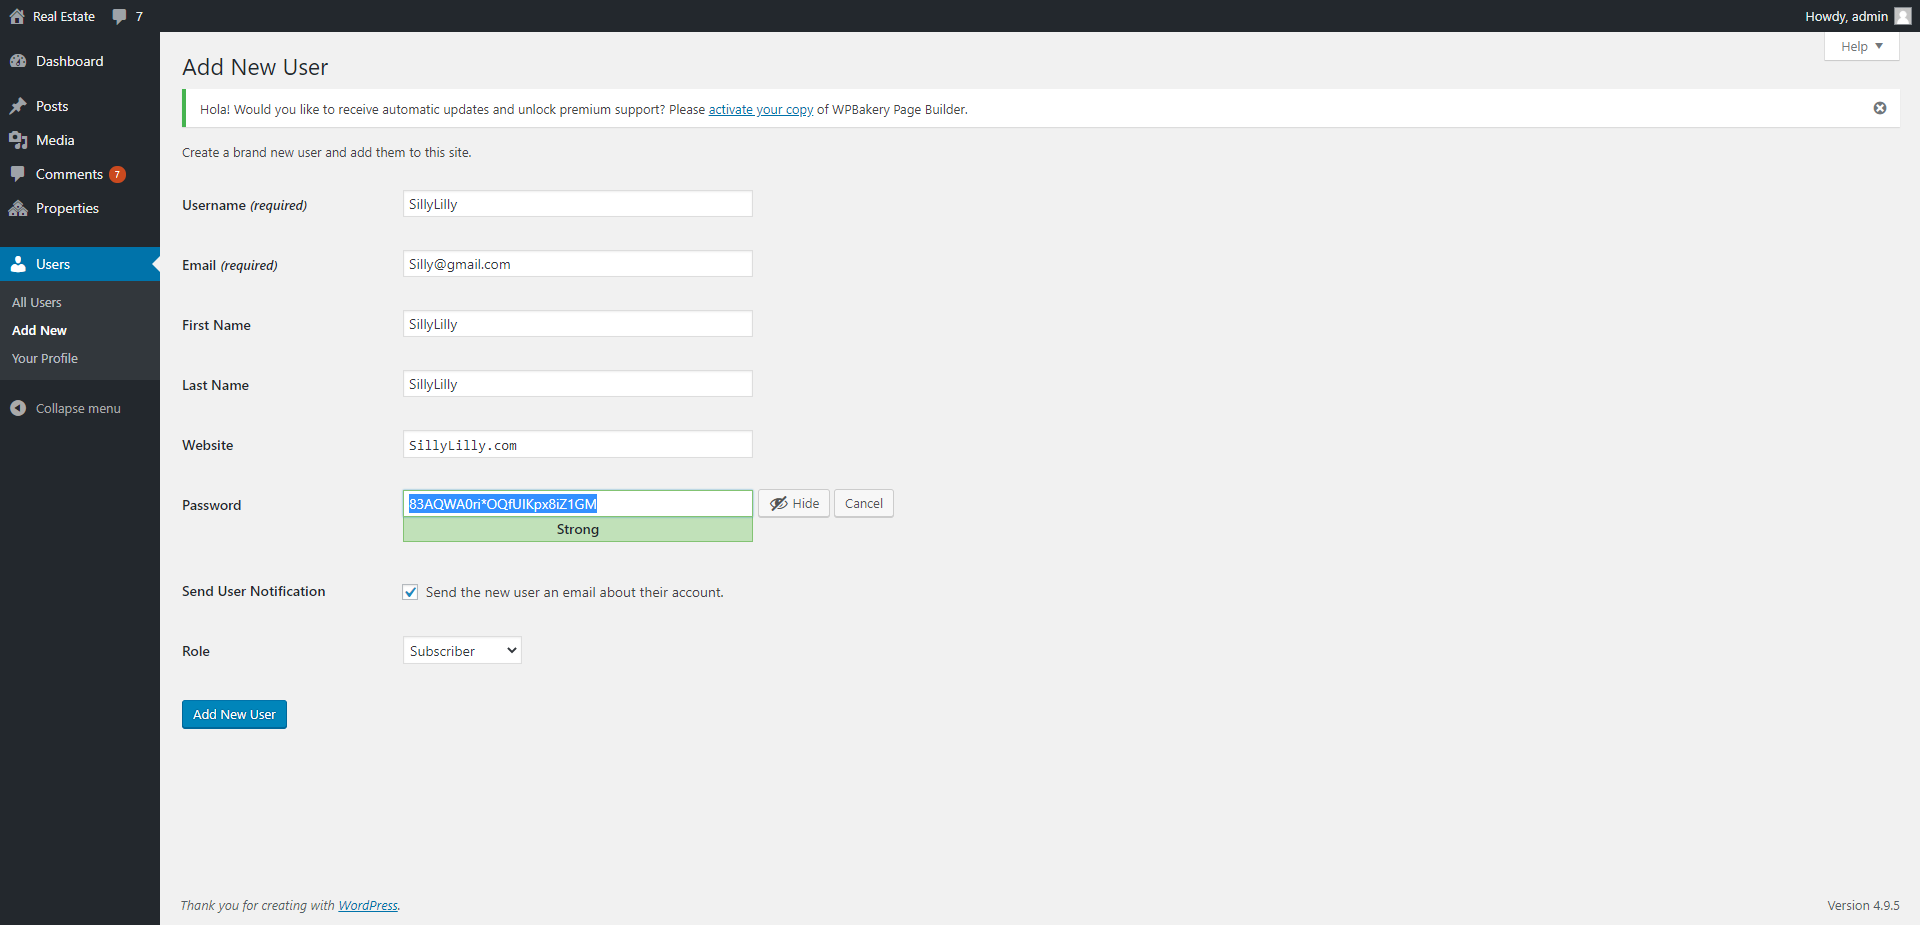 Real Estate 7 Howdy, admin
Help
Dashboard
Posts
Media
Comments 7
Properties
Users
All Users
Add New
Your Profile
Collapse menu
Add New User
Hola! Would you like to receive automatic updates and unlock premium support? Please activate your copy of WPBakery Page Builder.
Create a brand new user and add them to this site.
Username (required) SillyLilly
Email (required) Silly@gmail.com
First Name SillyLilly
Last Name SillyLilly
Website SillyLilly.com
Password 83AQWA0ri*OQfUIKpx8iZ1GM Hide Cancel
Strong
Send User Notification Send the new user an email about their account.
Role Subscriber
Add New User
Thank you for creating with WordPress. Version 4.9.5